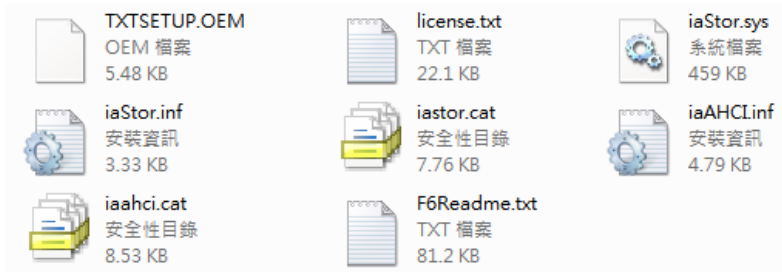 TXTSETUP.OEM
OEM 檔案
5.48 KB
license.txt
TXT 檔案
22.1 KB
iaStor.sys
系統檔案
459 KB
iaStor.inf
安裝資訊
3.33 KB
iastor.cat
安全性目錄
7.76 KB
iaAHCI.inf
安裝資訊
4.79 KB
iaahci.cat
安全性目錄
8.53 KB
F6Readme.txt
TXT 檔案
81.2 KB